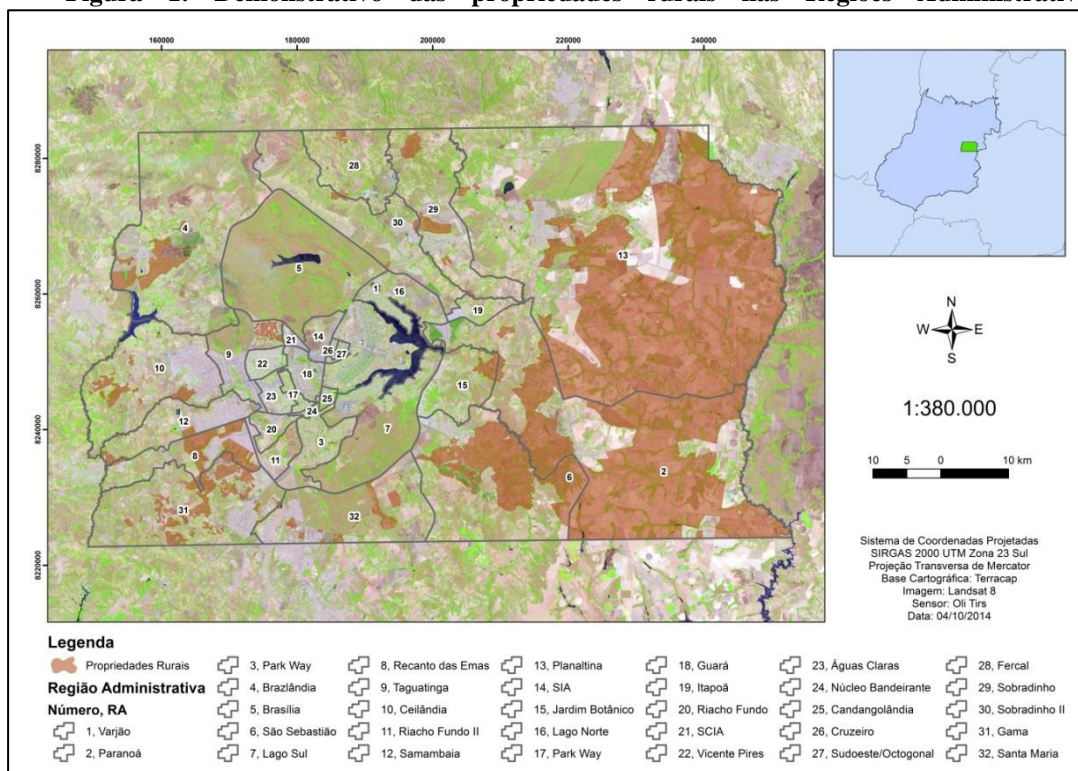 Figura 2: Demonstrativo das propriedades rurais nas Regiões Administrativ
160000 180000 200000 220000 240000
8280000
8260000
8240000
8220000
28
29
30
4
13
5
1
16
19
14
21
26
27
9
22
10
18
15
23
17
25
24
12
20
7
3
8
11
6
2
31
32
N
W E
S
1:380.000
10 5 0 10 km
Sistema de Coordenadas Projetadas
SIRGAS 2000 UTM Zona 23 Sul
Projeção Transversa de Mercator
Base Cartográfica: Terracap
Imagem: Landsat 8
Sensor: Oli Tirs
Data: 04/10/2014
Legenda
Propriedades Rurais
Região Administrativa
Número, RA
1, Varjão
2, Paranoá
3, Park Way
4, Brazlândia
5, Brasília
6, São Sebastião
7, Lago Sul
8, Recanto das Emas
9, Taguatinga
10, Ceilândia
11, Riacho Fundo II
12, Samambaia
13, Planaltina
14, SIA
15, Jardim Botânico
16, Lago Norte
17, Park Way
18, Guará
19, Itapoã
20, Riacho Fundo
21, SCIA
22, Vicente Pires
23, Águas Claras
24, Núcleo Bandeirante
25, Candangolândia
26, Cruzeiro
27, Sudoeste/Octogonal
28, Fercal
29, Sobradinho
30, Sobradinho II
31, Gama
32, Santa Maria